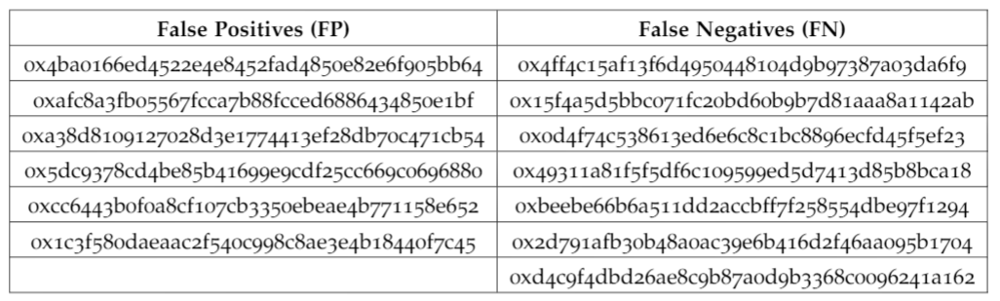 False Positives (FP) False Negatives (FN)
0x4ba0166ed4522e4e8452fad4850e82e6f905bb64 0x4ff4c15af13f6d4950448104d9b97387a03da6f9
0xafc8a3fb05567fcca7b88fcced6886434850e1bf 0x15f4a5d5bbc071fc20bd60b9b7d81aaa8a1142ab
0xa38d8109127028d3e1774413ef28db70c471cb54 0x0d4f74c538613ed6e6c8c1bc8896ecfd45f5ef23
0x5dc9378cd4be85b41699e9cdf25cc669c0696880 0x49311a81f5f5df6c109599ed5d7413d85b8bca18
0xcc6443b0f0a8cf107cb3350ebeae4b771158e652 0xbeebe66b6a511dd2accbff7f258554dbe97f1294
0x1c3f580daeaac2f540c998c8ae3e4b18440f7c45 0x2d791afb30b48a0ac39e6b416d2f46aa095b1704
0xd4c9f4dbd26ae8c9b87a0d9b3368c0096241a162